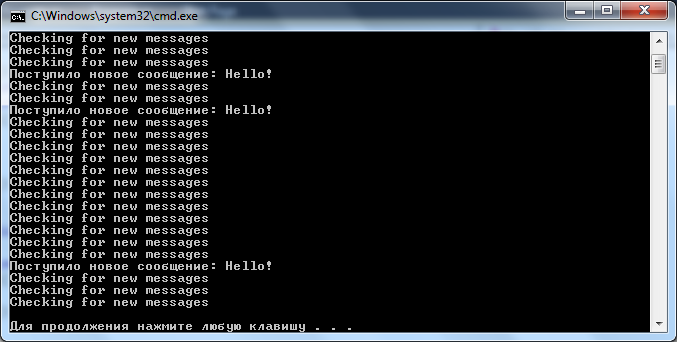 C:\Windows\system32\cmd.exe
Checking for new messages
Checking for new messages
Checking for new messages
Поступило новое сообщение: Hello!
Checking for new messages
Checking for new messages
Поступило новое сообщение: Hello!
Checking for new messages
Checking for new messages
Checking for new messages
Checking for new messages
Checking for new messages
Checking for new messages
Checking for new messages
Checking for new messages
Checking for new messages
Checking for new messages
Checking for new messages
Checking for new messages
Поступило новое сообщение: Hello!
Checking for new messages
Checking for new messages
Checking for new messages
Для продолжения нажмите любую клавишу . . .